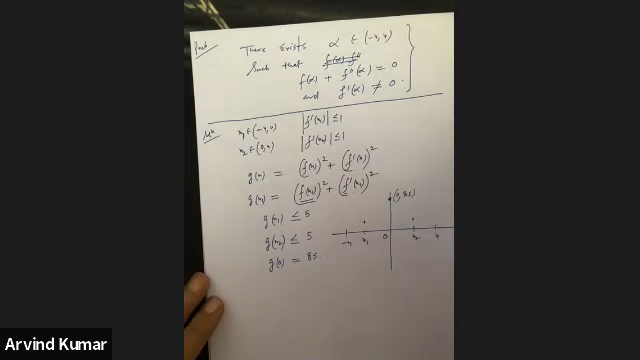 Part There exists α ∈ (-4, 4)
Such that
f(α) + f''(α) = 0
and f'(α) ≠ 0.
x₁ ∈ (-4, 0) |f'(x₁)| ≤ 1
x₂ ∈ (0, 4) |f'(x₂)| ≤ 1
g(x) = (f(x))² + (f'(x))²
g(x₁) = (f(x₁))² + (f'(x₁))²
g(x₁) ≤ 5
(0, 85)
g(x₂) ≤ 5
-4 x₁ 0 x₂ 4
g(0) = 85.
Arvind Kumar